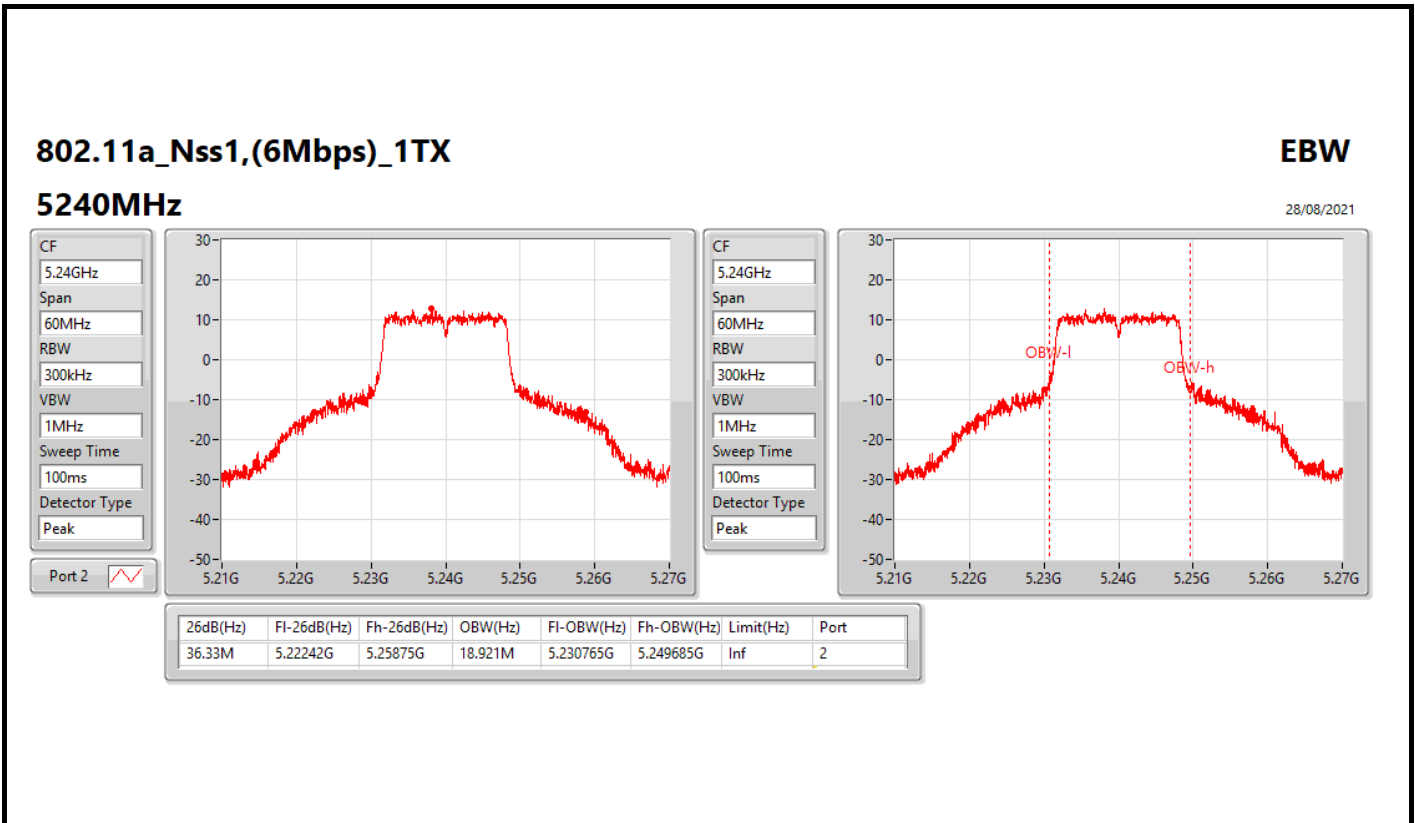 802.11a_Nss1,(6Mbps)_1TX
EBW
5240MHz
28/08/2021
CF
5.24GHz
Span
60MHz
RBW
300kHz
VBW
1MHz
Sweep Time
100ms
Detector Type
Peak
Port 2
30
20
10
0
-10
-20
-30
-40
-50
5.21G 5.22G 5.23G 5.24G 5.25G 5.26G 5.27G
CF
5.24GHz
Span
60MHz
RBW
300kHz
VBW
1MHz
Sweep Time
100ms
Detector Type
Peak
30
20
10
0
-10
-20
-30
-40
-50
OBW-l
OBW-h
5.21G 5.22G 5.23G 5.24G 5.25G 5.26G 5.27G
26dB(Hz) Fl-26dB(Hz) Fh-26dB(Hz) OBW(Hz) Fl-OBW(Hz) Fh-OBW(Hz) Limit(Hz) Port
36.33M 5.22242G 5.25875G 18.921M 5.230765G 5.249685G Inf 2